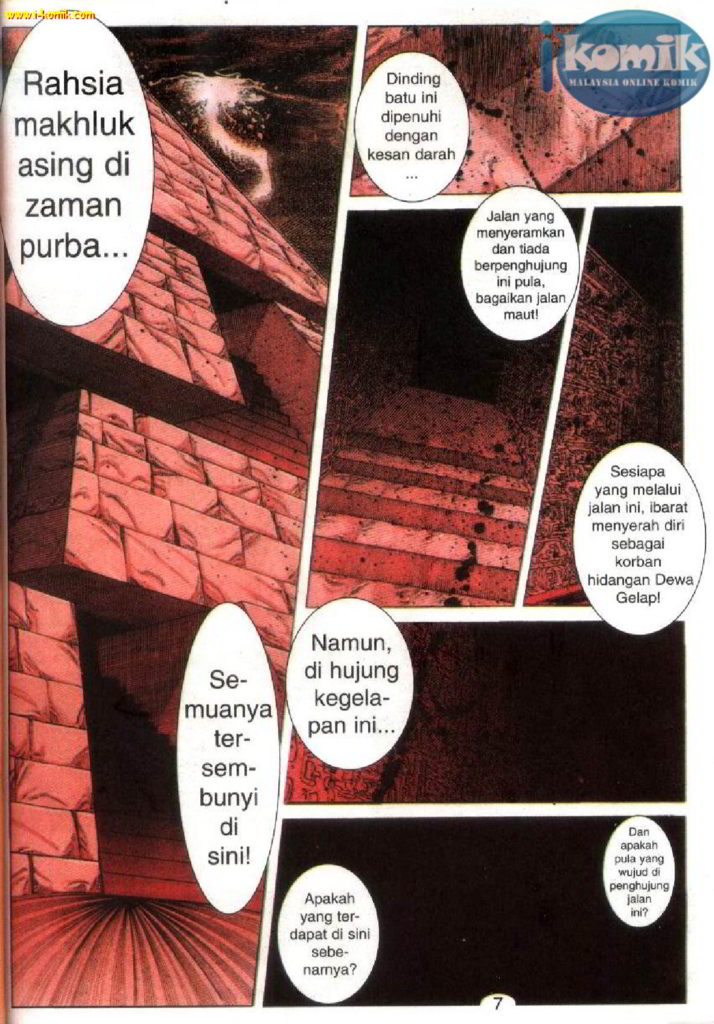 www.i-komik.com
ikomik
MALAYSIA ONLINE KOMIK
Rahsia
makhluk
asing di
zaman
purba...
Se-
muanya
ter-
sem-
bunyi
di
sini!
Dinding
batu ini
dipenuhi
dengan
kesan darah
...
Jalan yang
menyeramkan
dan tiada
berpenghujung
ini pula,
bagaikan jalan
maut!
Sesiapa
yang melalui
jalan ini, ibarat
menyerah diri
sebagai
korban
hidangan Dewa
Gelap!
Namun,
di hujung
kegela-
pan ini...
Dan
apakah
pula yang
wujud di
penghujung
jalan
ini?
Apakah
yang ter-
dapat di sini
sebe-
narnya?
7